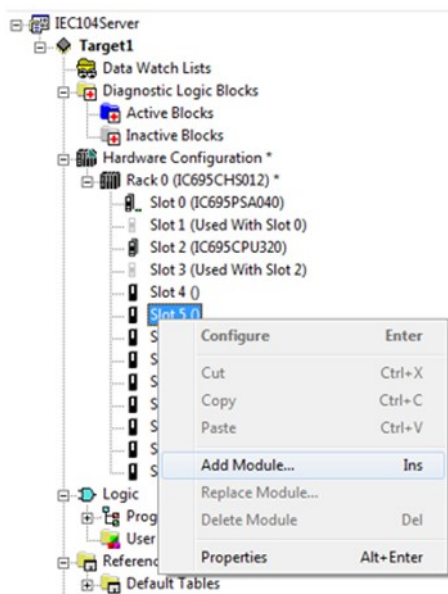 IEC104Server
Target1
Data Watch Lists
Diagnostic Logic Blocks
Active Blocks
Inactive Blocks
Hardware Configuration *
Rack 0 (IC695CHS012) *
Slot 0 (IC695PSA040)
Slot 1 (Used With Slot 0)
Slot 2 (IC695CPU320)
Slot 3 (Used With Slot 2)
Slot 4 ()
Slot 5 ()
S
S
S
S
S
S
S
Configure Enter
Cut Ctrl+X
Copy Ctrl+C
Paste Ctrl+V
Add Module... Ins
Replace Module...
Delete Module Del
Properties Alt+Enter
Logic
Prog
User
Referenc
Default Tables